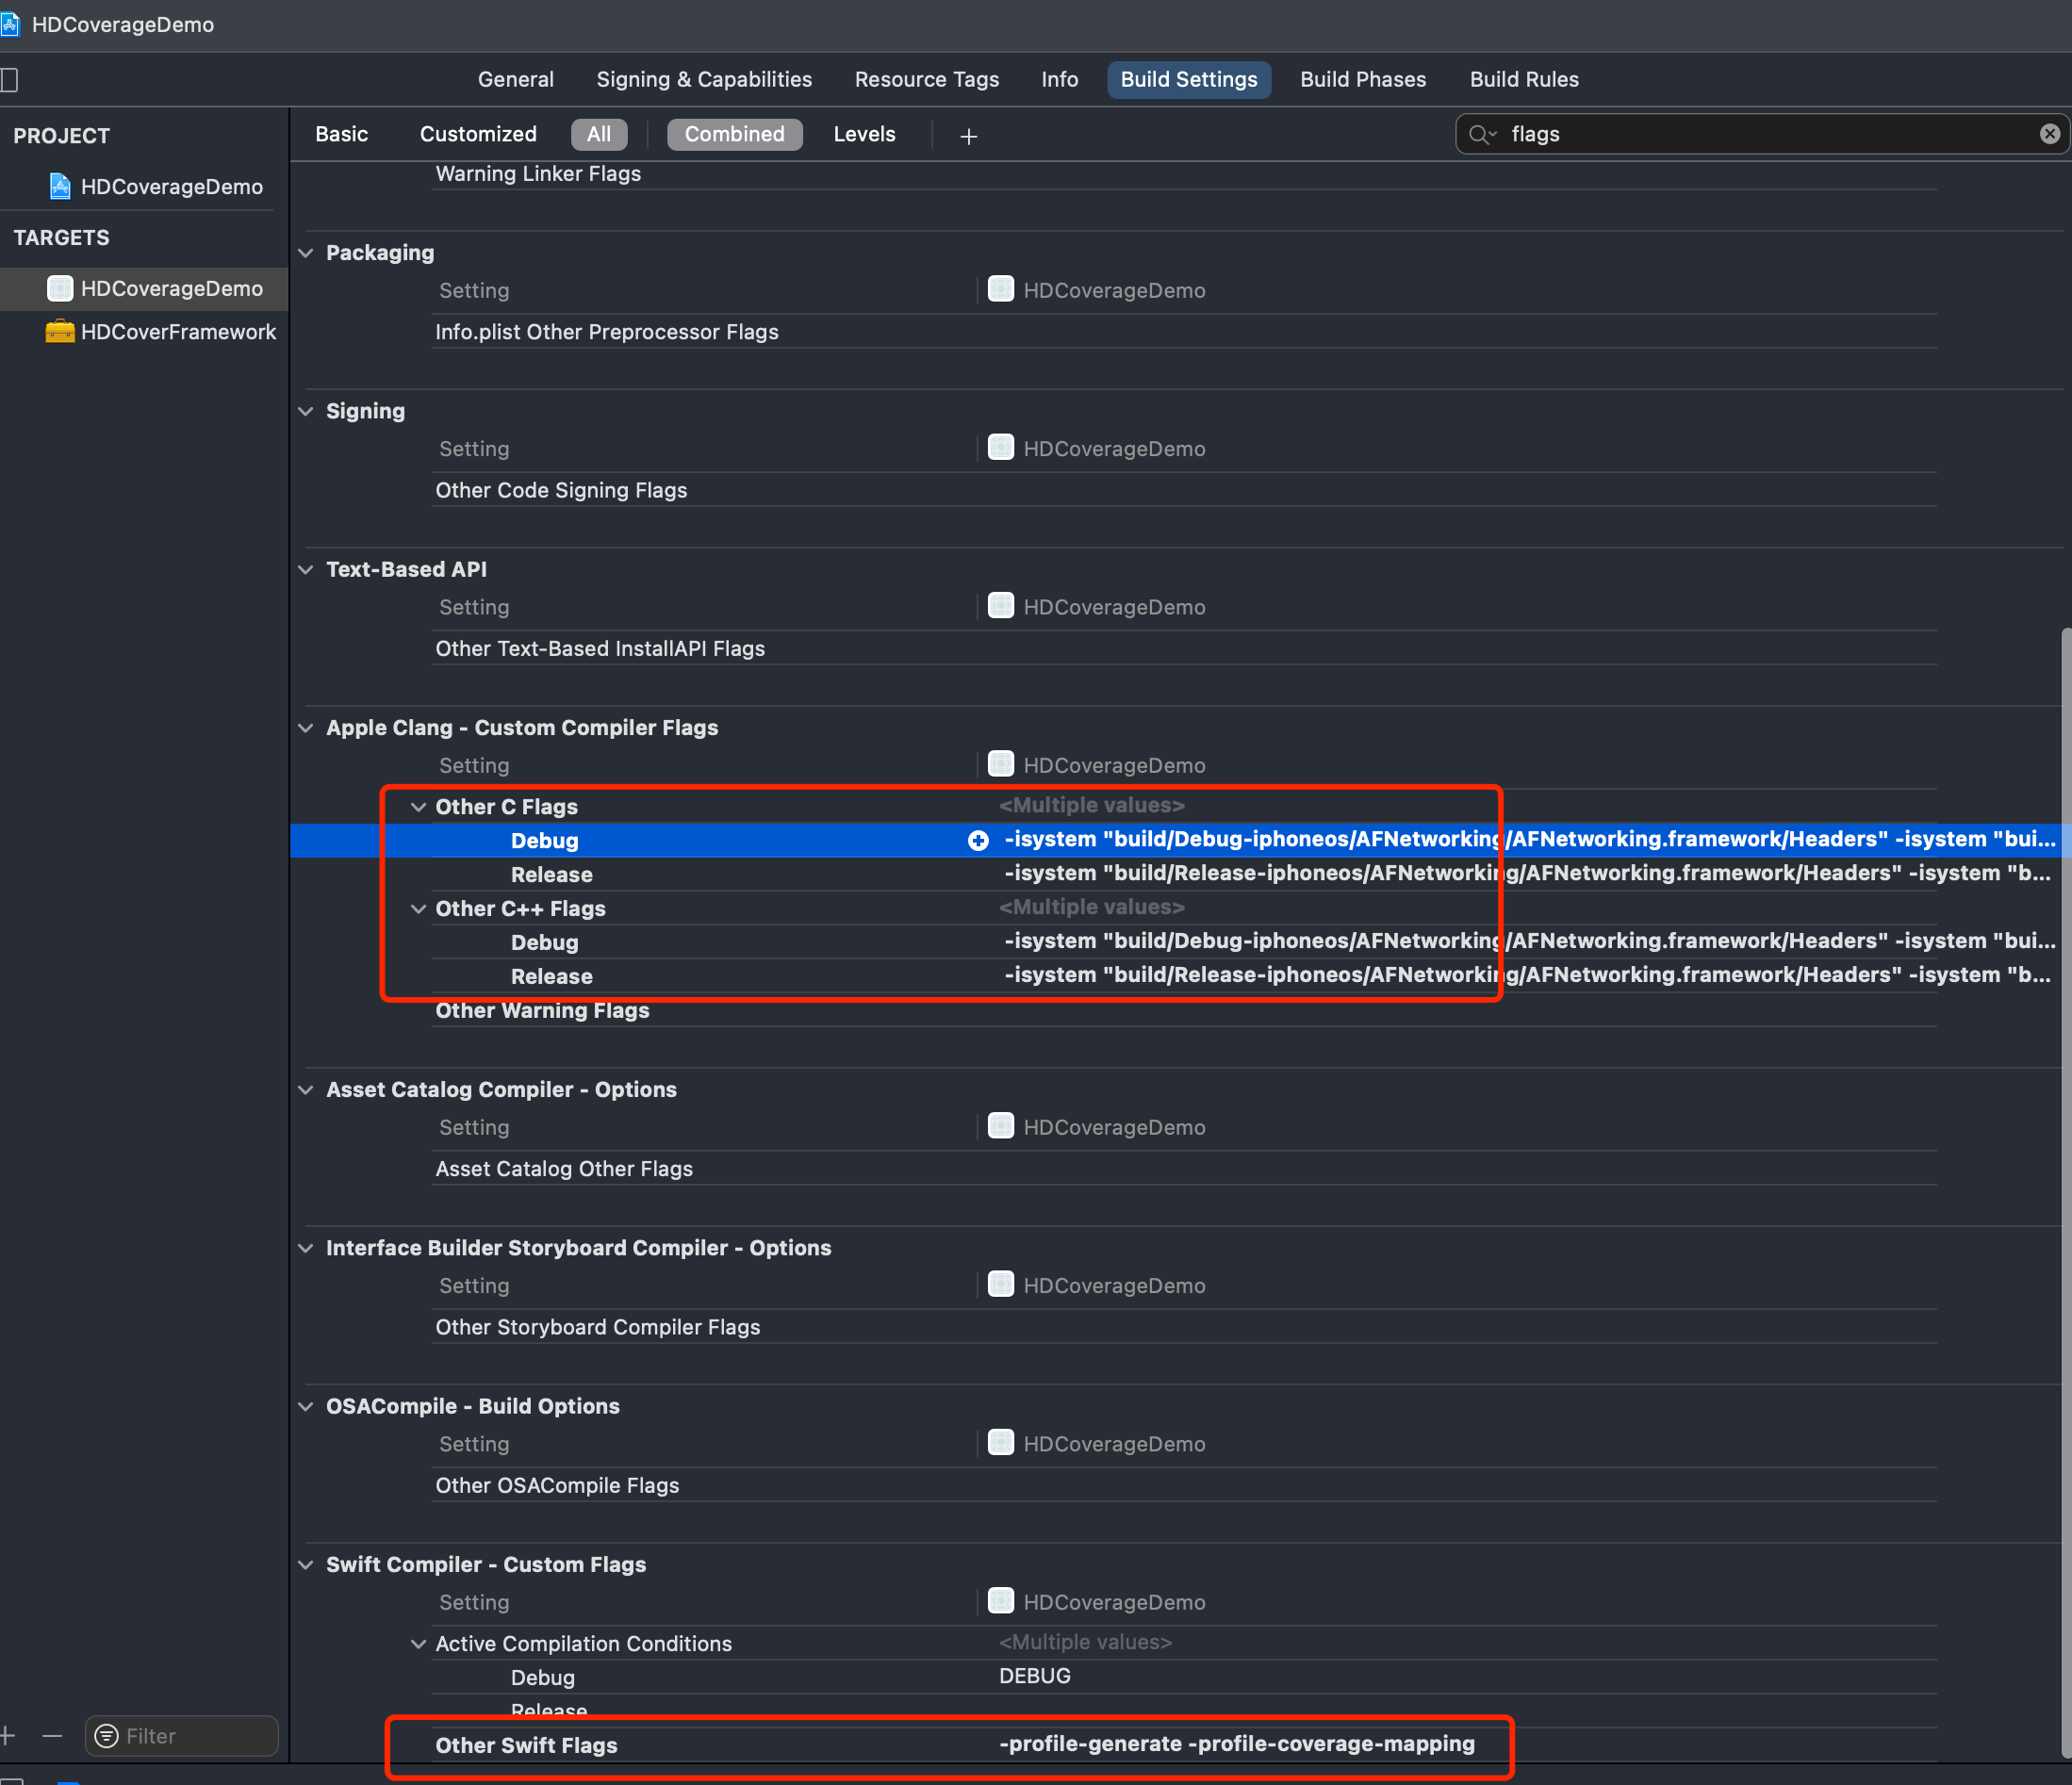 HDCoverageDemo
General Signing & Capabilities Resource Tags Info Build Settings Build Phases Build Rules
PROJECT
HDCoverageDemo
TARGETS
HDCoverageDemo
HDCoverFramework
Basic Customized All Combined Levels + flags
Warning Linker Flags
Packaging
Setting HDCoverageDemo
Info.plist Other Preprocessor Flags
Signing
Setting HDCoverageDemo
Other Code Signing Flags
Text-Based API
Setting HDCoverageDemo
Other Text-Based InstallAPI Flags
Apple Clang - Custom Compiler Flags
Setting HDCoverageDemo
Other C Flags <Multiple values>
Debug -isystem "build/Debug-iphoneos/AFNetworking/AFNetworking.framework/Headers" -isystem "bui...
Release -isystem "build/Release-iphoneos/AFNetworking/AFNetworking.framework/Headers" -isystem "b...
Other C++ Flags <Multiple values>
Debug -isystem "build/Debug-iphoneos/AFNetworking/AFNetworking.framework/Headers" -isystem "bui...
Release -isystem "build/Release-iphoneos/AFNetworking/AFNetworking.framework/Headers" -isystem "b...
Other Warning Flags
Asset Catalog Compiler - Options
Setting HDCoverageDemo
Asset Catalog Other Flags
Interface Builder Storyboard Compiler - Options
Setting HDCoverageDemo
Other Storyboard Compiler Flags
OSACompile - Build Options
Setting HDCoverageDemo
Other OSACompile Flags
Swift Compiler - Custom Flags
Setting HDCoverageDemo
Active Compilation Conditions <Multiple values>
Debug DEBUG
Release
Other Swift Flags -profile-generate -profile-coverage-mapping
Filter